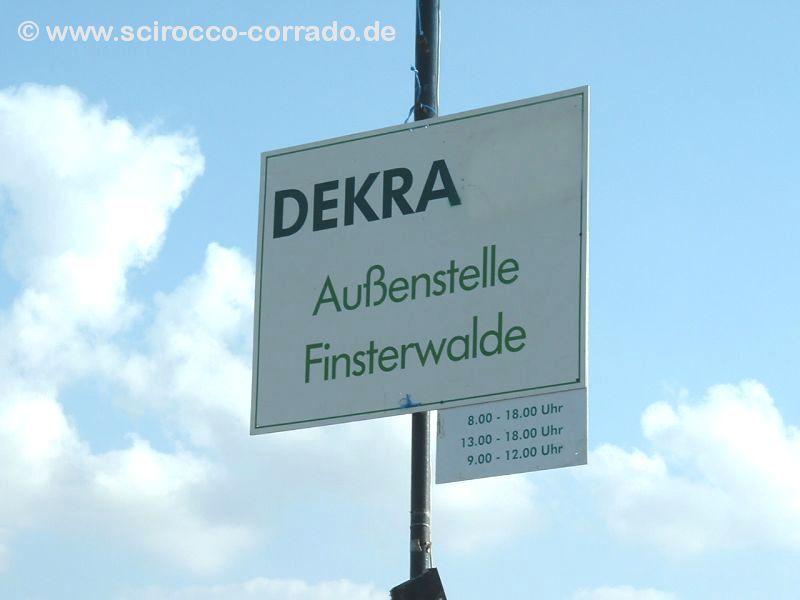 © www.scirocco-corrado.de
DEKRA
Außenstelle
Finsterwalde
8.00 - 18.00 Uhr
13.00 - 18.00 Uhr
9.00 - 12.00 Uhr